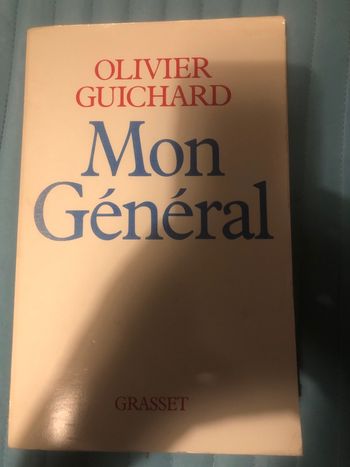 OLIVIER
GUICHARD
Mon
Général
GRASSET